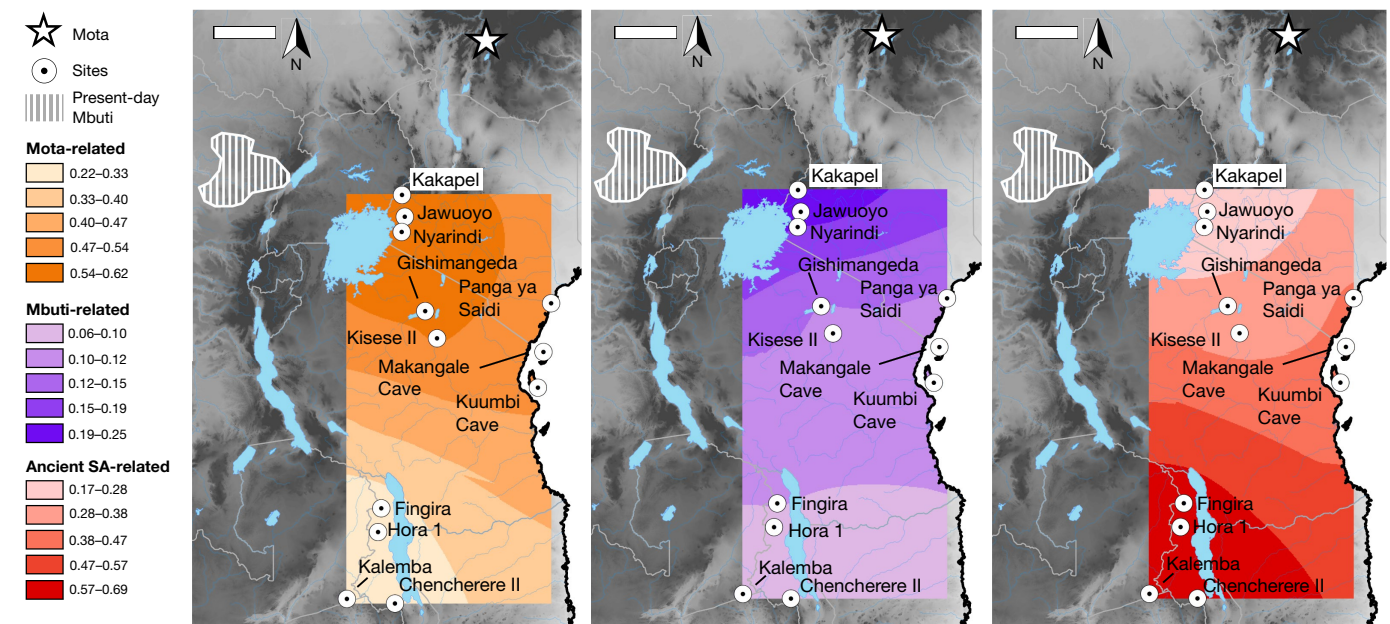 Mota
Sites
Present-day
Mbuti
Mota-related
0.22–0.33
0.33–0.40
0.40–0.47
0.47–0.54
0.54–0.62
Mbuti-related
0.06–0.10
0.10–0.12
0.12–0.15
0.15–0.19
0.19–0.25
Ancient SA-related
0.17–0.28
0.28–0.38
0.38–0.47
0.47–0.57
0.57–0.69
N
Kakapel
Jawuoyo
Nyarindi
Gishimangeda
Panga ya
Saidi
Kisese II
Makangale
Cave
Kuumbi
Cave
Fingira
Hora 1
Kalemba
Chencherere II
N
Kakapel
Jawuoyo
Nyarindi
Gishimangeda
Panga ya
Saidi
Kisese II
Makangale
Cave
Kuumbi
Cave
Fingira
Hora 1
Kalemba
Chencherere II
N
Kakapel
Jawuoyo
Nyarindi
Gishimangeda
Panga ya
Saidi
Kisese II
Makangale
Cave
Kuumbi
Cave
Fingira
Hora 1
Kalemba
Chencherere II